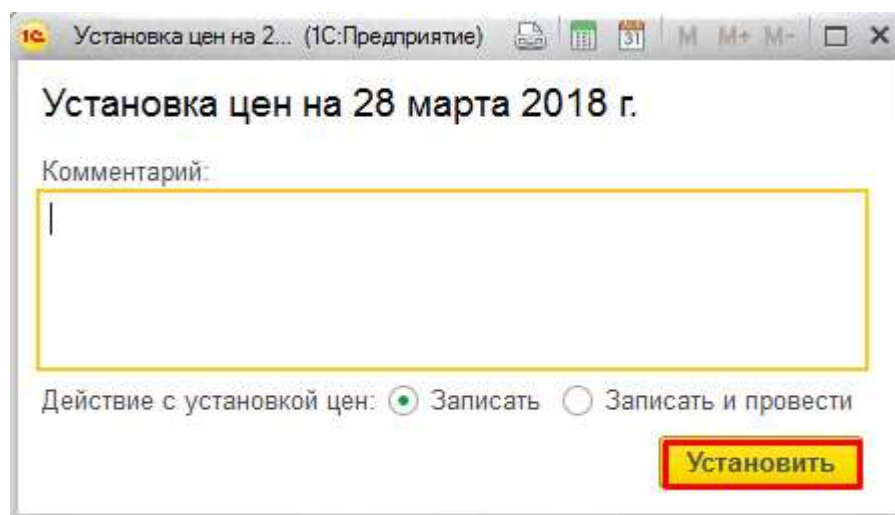 1С Установка цен на 2... (1С:Предприятие) 31 M M+ M-
Установка цен на 28 марта 2018 г.
Комментарий:
Действие с установкой цен: Записать Записать и провести
Установить